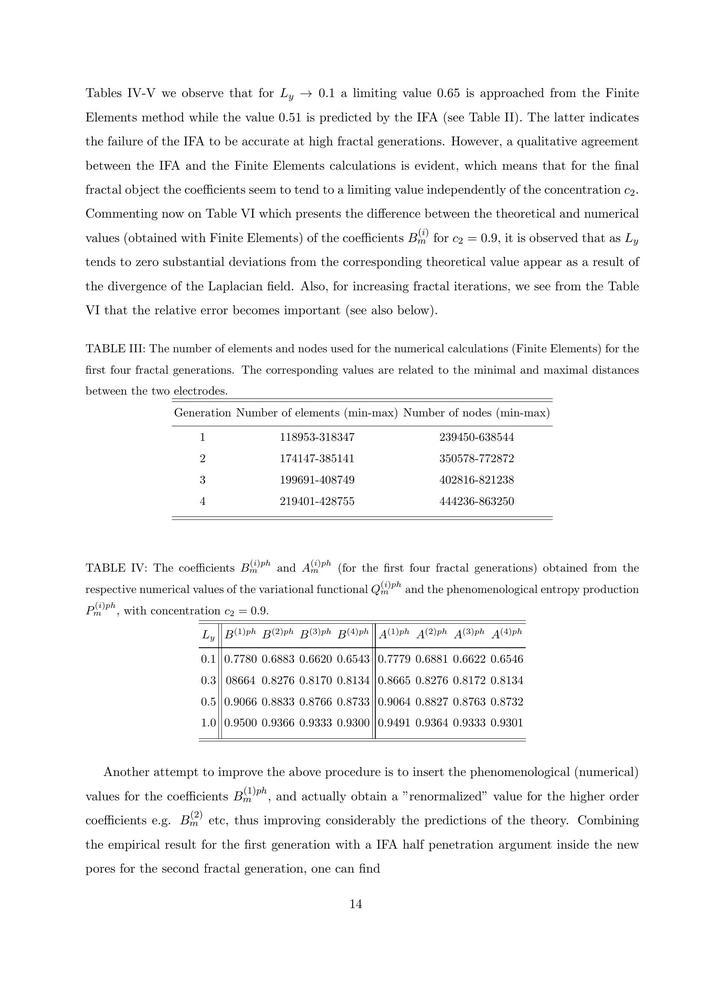 Tables IV-V we observe that for L_y → 0.1 a limiting value 0.65 is approached from the Finite
Elements method while the value 0.51 is predicted by the IFA (see Table II). The latter indicates
the failure of the IFA to be accurate at high fractal generations. However, a qualitative agreement
between the IFA and the Finite Elements calculations is evident, which means that for the final
fractal object the coefficients seem to tend to a limiting value independently of the concentration c_2.
Commenting now on Table VI which presents the difference between the theoretical and numerical
values (obtained with Finite Elements) of the coefficients B_m^{(i)} for c_2 = 0.9, it is observed that as L_y
tends to zero substantial deviations from the corresponding theoretical value appear as a result of
the divergence of the Laplacian field. Also, for increasing fractal iterations, we see from the Table
VI that the relative error becomes important (see also below).
TABLE III: The number of elements and nodes used for the numerical calculations (Finite Elements) for the
first four fractal generations. The corresponding values are related to the minimal and maximal distances
between the two electrodes.
Generation Number of elements (min-max) Number of nodes (min-max)
1 118953-318347 239450-638544
2 174147-385141 350578-772872
3 199691-408749 402816-821238
4 219401-428755 444236-863250
TABLE IV: The coefficients B_m^{(i)ph} and A_m^{(i)ph} (for the first four fractal generations) obtained from the
respective numerical values of the variational functional Q_m^{(i)ph} and the phenomenological entropy production
P_m^{(i)ph}, with concentration c_2 = 0.9.
L_y B^{(1)ph} B^{(2)ph} B^{(3)ph} B^{(4)ph} A^{(1)ph} A^{(2)ph} A^{(3)ph} A^{(4)ph}
0.1 0.7780 0.6883 0.6620 0.6543 0.7779 0.6881 0.6622 0.6546
0.3 08664 0.8276 0.8170 0.8134 0.8665 0.8276 0.8172 0.8134
0.5 0.9066 0.8833 0.8766 0.8733 0.9064 0.8827 0.8763 0.8732
1.0 0.9500 0.9366 0.9333 0.9300 0.9491 0.9364 0.9333 0.9301
Another attempt to improve the above procedure is to insert the phenomenological (numerical)
values for the coefficients B_m^{(1)ph}, and actually obtain a "renormalized" value for the higher order
coefficients e.g. B_m^{(2)} etc, thus improving considerably the predictions of the theory. Combining
the empirical result for the first generation with a IFA half penetration argument inside the new
pores for the second fractal generation, one can find
14